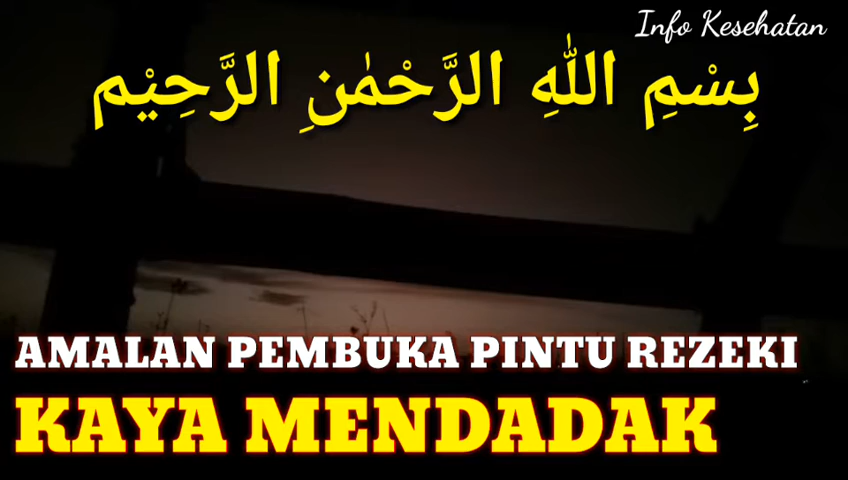 Info Kesehatan
بِسْمِ اللّٰهِ الرَّحْمٰنِ الرَّحِيْم
AMALAN PEMBUKA PINTU REZEKI
KAYA MENDADAK